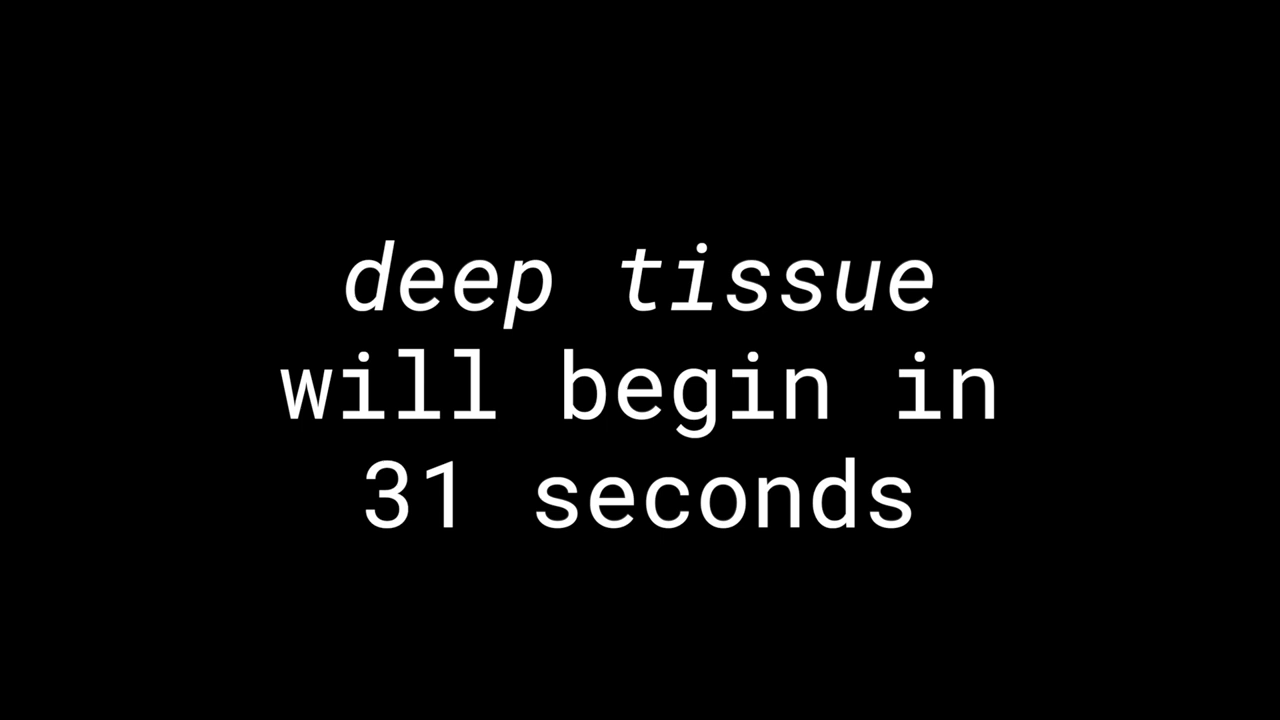 deep tissue
will begin in
31 seconds